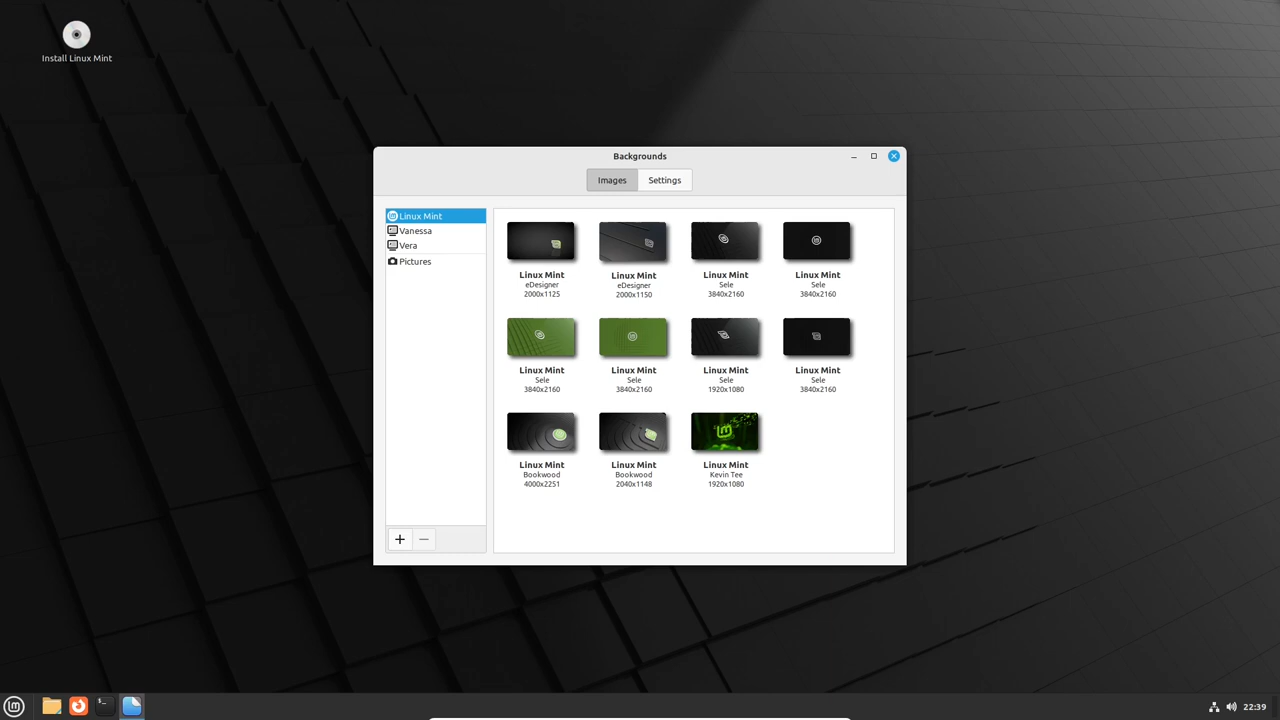 Install Linux Mint
Backgrounds
Images
Settings
Linux Mint
Vanessa
Vera
Pictures
Linux Mint
eDesigner
2000x1125
Linux Mint
eDesigner
2000x1150
Linux Mint
Sele
3840x2160
Linux Mint
Sele
3840x2160
Linux Mint
Sele
3840x2160
Linux Mint
Sele
3840x2160
Linux Mint
Sele
1920x1080
Linux Mint
Sele
3840x2160
Linux Mint
Bookwood
4000x2251
Linux Mint
Bookwood
2040x1148
Linux Mint
Kevin Tee
1920x1080
22:39